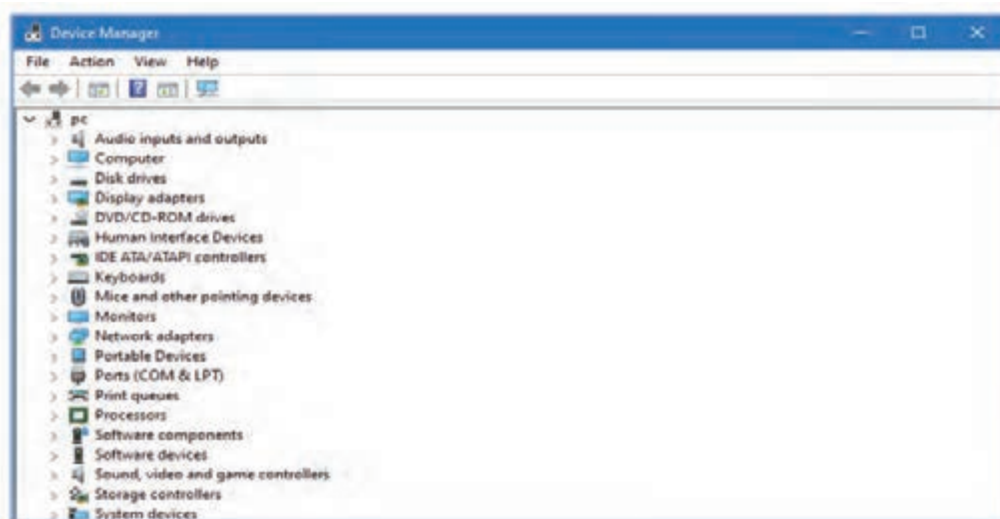 Device Manager
File Action View Help
pc
Audio inputs and outputs
Computer
Disk drives
Display adapters
DVD/CD-ROM drives
Human Interface Devices
IDE ATA/ATAPI controllers
Keyboards
Mice and other pointing devices
Monitors
Network adapters
Portable Devices
Ports (COM & LPT)
Print queues
Processors
Software components
Software devices
Sound, video and game controllers
Storage controllers
System devices